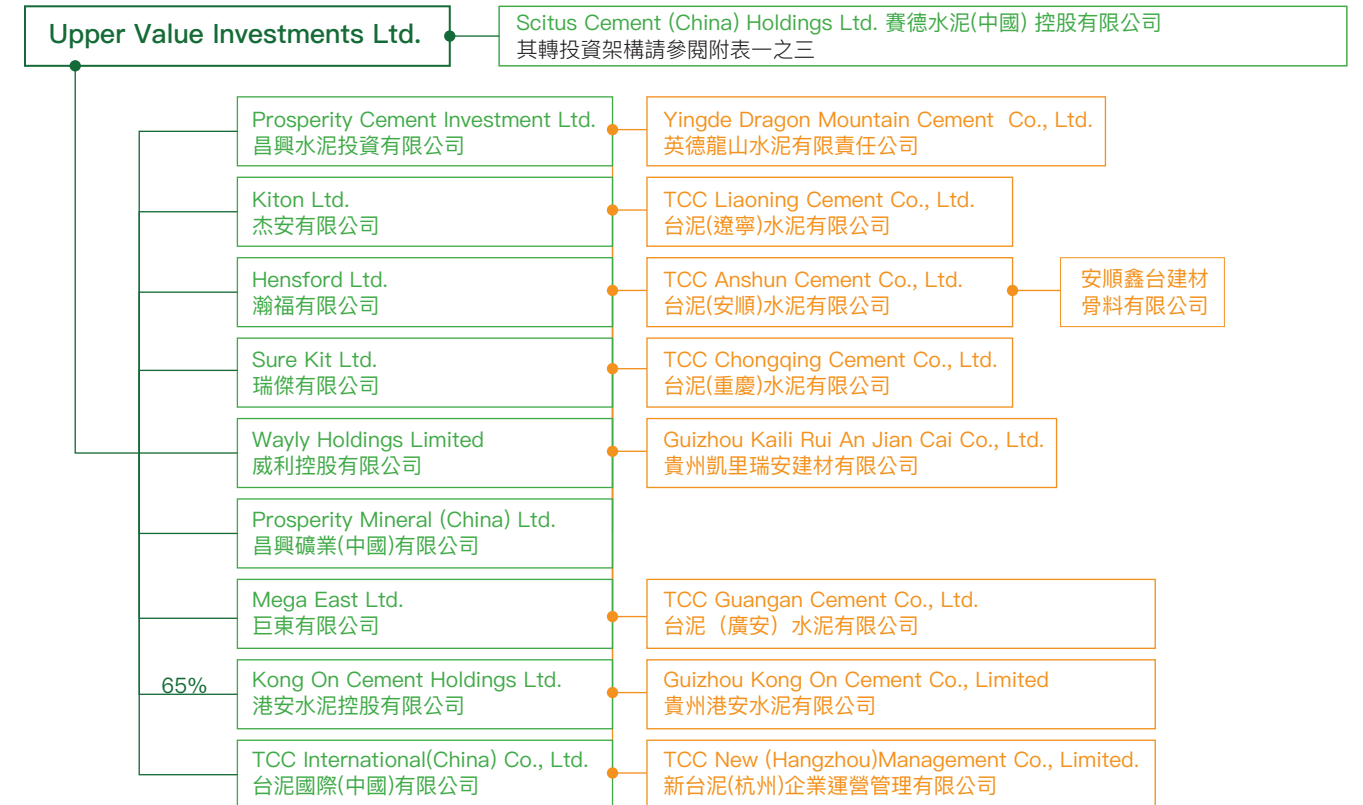 Upper Value Investments Ltd.
Scitus Cement (China) Holdings Ltd. 賽德水泥(中國) 控股有限公司
其轉投資架構請參閱附表一之三
Prosperity Cement Investment Ltd.
昌興水泥投資有限公司
Yingde Dragon Mountain Cement Co., Ltd.
英德龍山水泥有限責任公司
Kiton Ltd.
杰安有限公司
TCC Liaoning Cement Co., Ltd.
台泥(遼寧)水泥有限公司
Hensford Ltd.
瀚福有限公司
TCC Anshun Cement Co., Ltd.
台泥(安順)水泥有限公司
安順鑫台建材
骨料有限公司
Sure Kit Ltd.
瑞傑有限公司
TCC Chongqing Cement Co., Ltd.
台泥(重慶)水泥有限公司
Wayly Holdings Limited
威利控股有限公司
Guizhou Kaili Rui An Jian Cai Co., Ltd.
貴州凱里瑞安建材有限公司
Prosperity Mineral (China) Ltd.
昌興礦業(中國)有限公司
Mega East Ltd.
巨東有限公司
TCC Guangan Cement Co., Ltd.
台泥（廣安）水泥有限公司
65%
Kong On Cement Holdings Ltd.
港安水泥控股有限公司
Guizhou Kong On Cement Co., Limited
貴州港安水泥有限公司
TCC International(China) Co., Ltd.
台泥國際(中國)有限公司
TCC New (Hangzhou)Management Co., Limited.
新台泥(杭州)企業運營管理有限公司